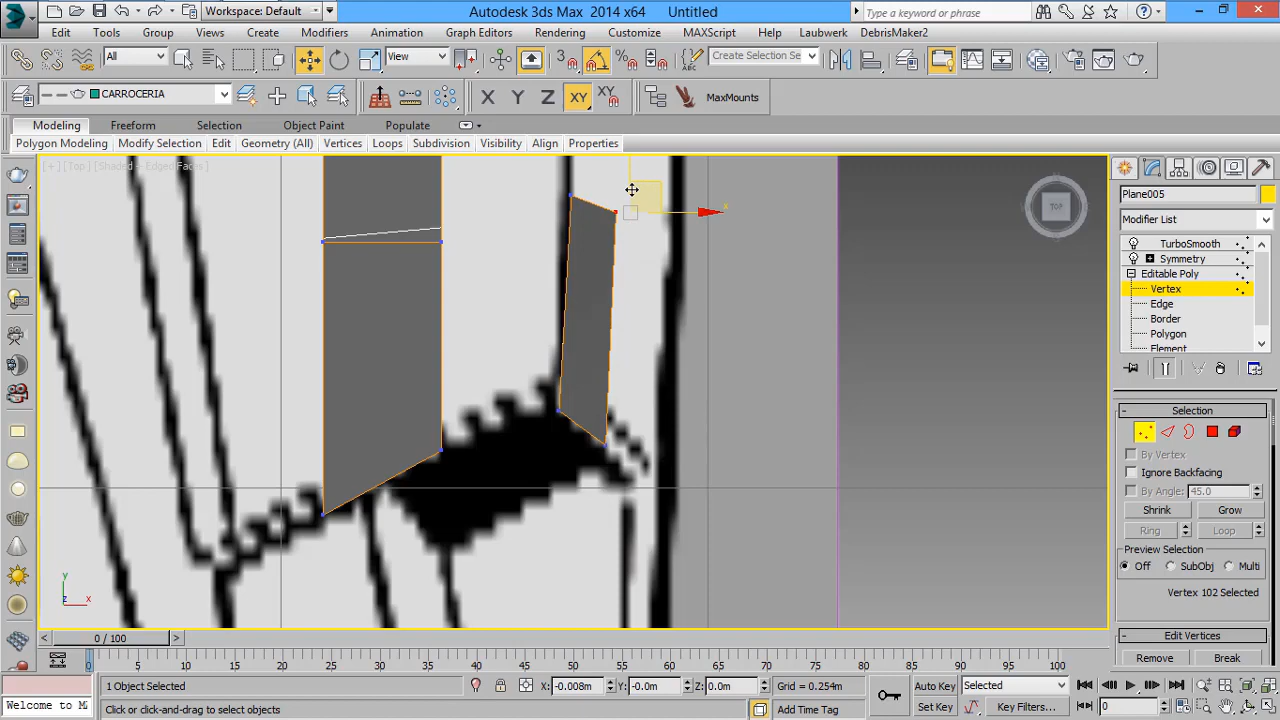 Workspace: Default
Autodesk 3ds Max 2014 x64 Untitled
Type a keyword or phrase
Edit Tools Group Views Create Modifiers Animation Graph Editors Rendering Customize MAXScript Help Laubwerk DebrisMaker2
All View 3 Create Selection Se
CARROCERIA X Y Z XY XY MaxMounts
Modeling Freeform Selection Object Paint Populate
Polygon Modeling Modify Selection Edit Geometry (All) Vertices Loops Subdivision Visibility Align Properties
[+] [Top] [Shaded + Edged Faces]
x
TOP
y
z x
Plane005
Modifier List
TurboSmooth
Symmetry
Editable Poly
Vertex
Edge
Border
Polygon
Element
Selection
By Vertex
Ignore Backfacing
By Angle: 45.0
Shrink Grow
Ring Loop
Preview Selection
Off SubObj Multi
Vertex 102 Selected
Edit Vertices
Remove Break
< 0 / 100 >
0 5 10 15 20 25 30 35 40 45 50 55 60 65 70 75 80 85 90 95 100
1 Object Selected X: -0.008m Y: -0.0m Z: 0.0m Grid = 0.254m Auto Key Selected
Welcome to M Click or click-and-drag to select objects Add Time Tag Set Key Key Filters... 0